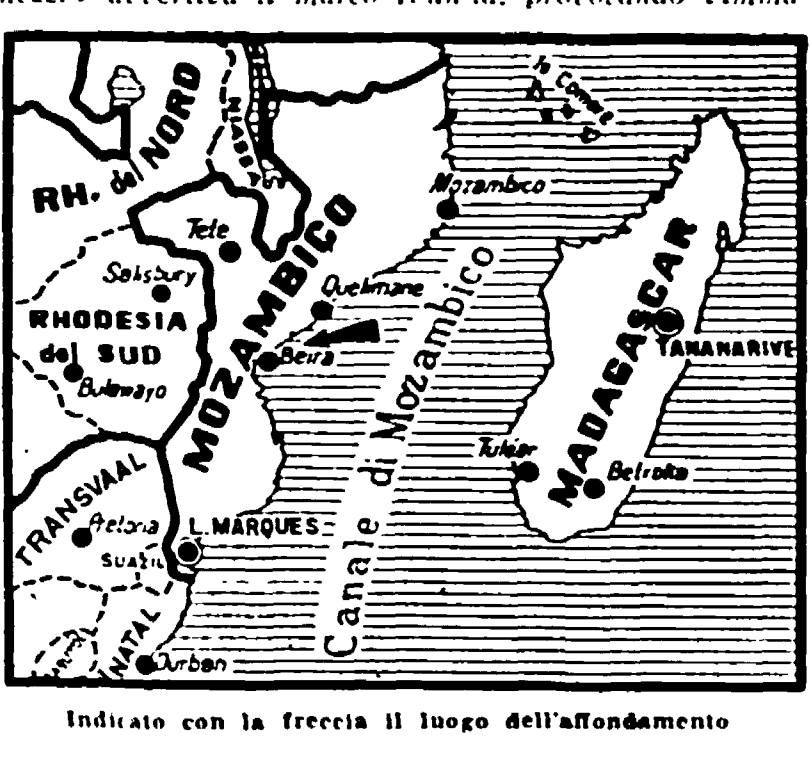 Is Comore
RH. del NORD
NIASSA
Mozambico
Tete
MOZAMBICO
Salisbury
Quelimane
RHODESIA
del SUD
Beira
Bulawayo
Canale di Mozambico
MADAGASCAR
TANANARIVE
Tuléar
Betroka
TRANSVAAL
Pretoria
L. MARQUES
SUAZIL
NATAL
Durban
Indicato con la freccia il luogo dell'affondamento